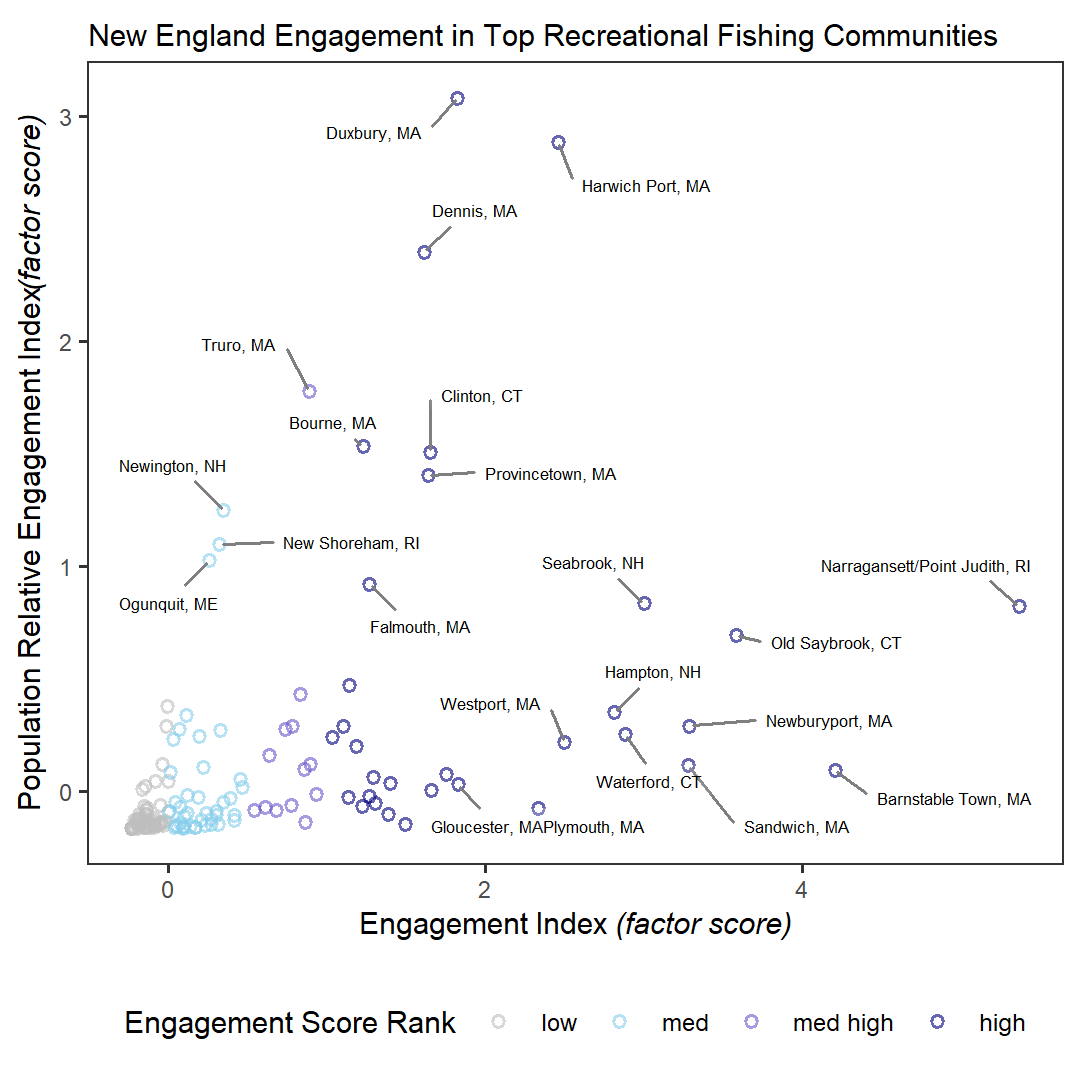 New England Engagement in Top Recreational Fishing Communities
Population Relative Engagement Index(factor score)
3
2
1
0
Duxbury, MA
Harwich Port, MA
Dennis, MA
Truro, MA
Clinton, CT
Bourne, MA
Newington, NH
Provincetown, MA
New Shoreham, RI
Seabrook, NH
Narragansett/Point Judith, RI
Ogunquit, ME
Falmouth, MA
Old Saybrook, CT
Hampton, NH
Westport, MA
Newburyport, MA
Waterford, CT
Barnstable Town, MA
Gloucester, MA
Plymouth, MA
Sandwich, MA
0 2 4
Engagement Index (factor score)
Engagement Score Rank low med med high high